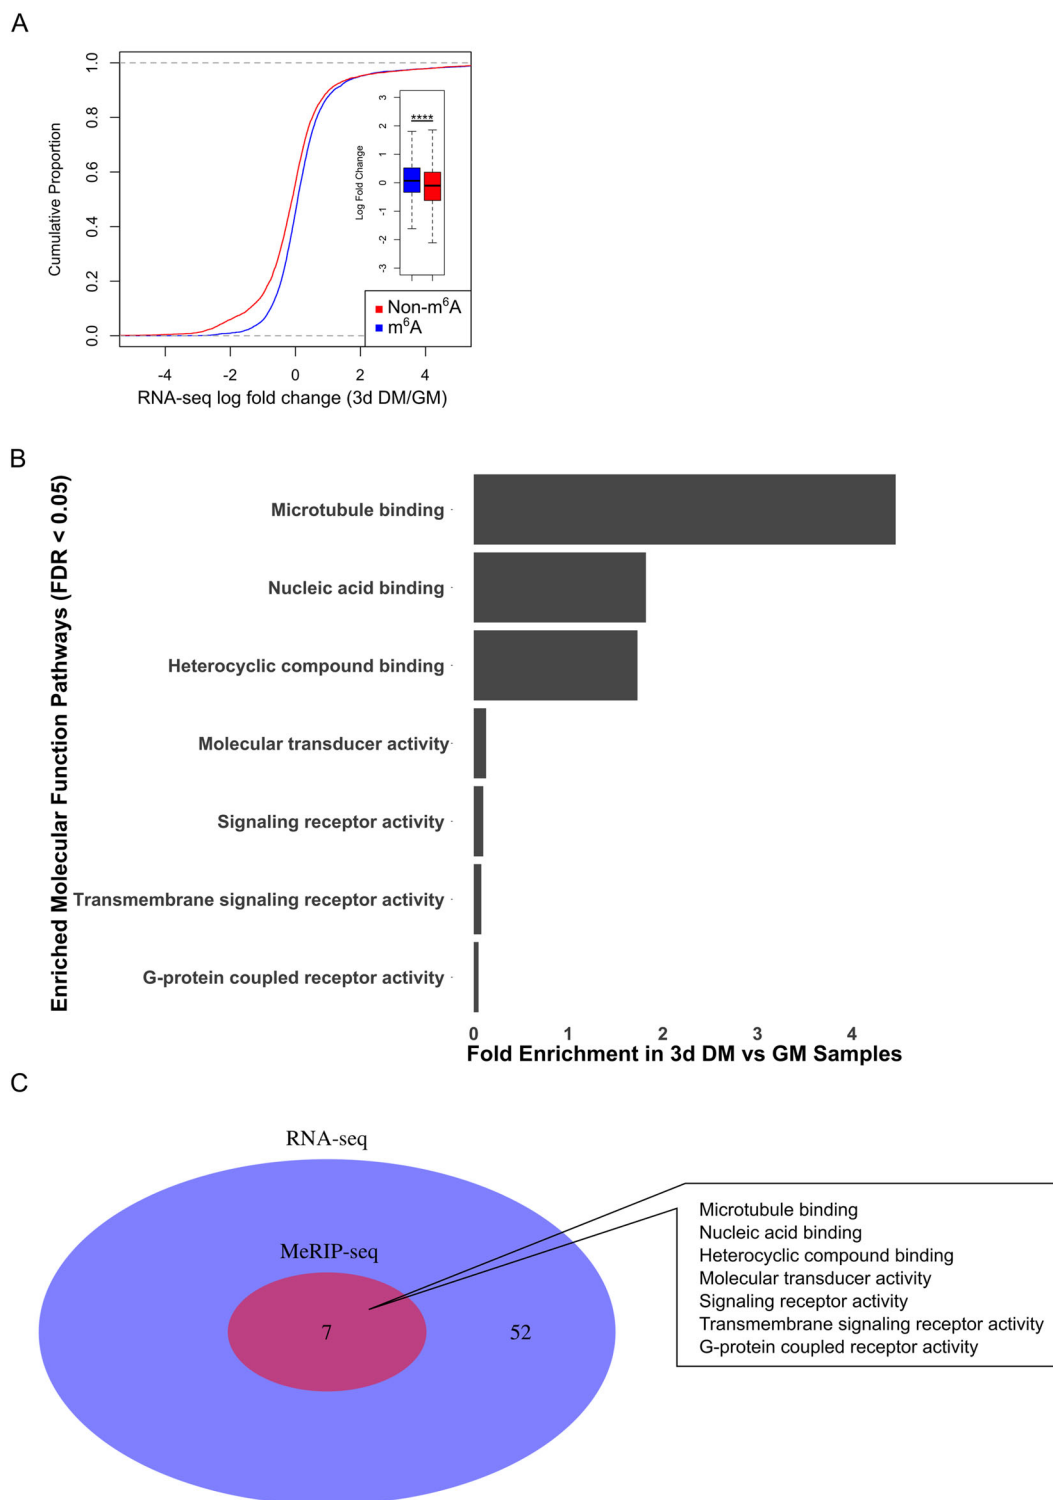 A
Cumulative Proportion
1.0
0.8
0.6
0.4
0.2
0.0
-4
-2
0
2
4
RNA-seq log fold change (3d DM/GM)
Log Fold Change
3
2
1
0
-1
-2
-3
****
Non-m⁶A
m⁶A
B
Enriched Molecular Function Pathways (FDR < 0.05)
Microtubule binding
Nucleic acid binding
Heterocyclic compound binding
Molecular transducer activity
Signaling receptor activity
Transmembrane signaling receptor activity
G-protein coupled receptor activity
0
1
2
3
4
Fold Enrichment in 3d DM vs GM Samples
C
RNA-seq
MeRIP-seq
7
52
Microtubule binding
Nucleic acid binding
Heterocyclic compound binding
Molecular transducer activity
Signaling receptor activity
Transmembrane signaling receptor activity
G-protein coupled receptor activity